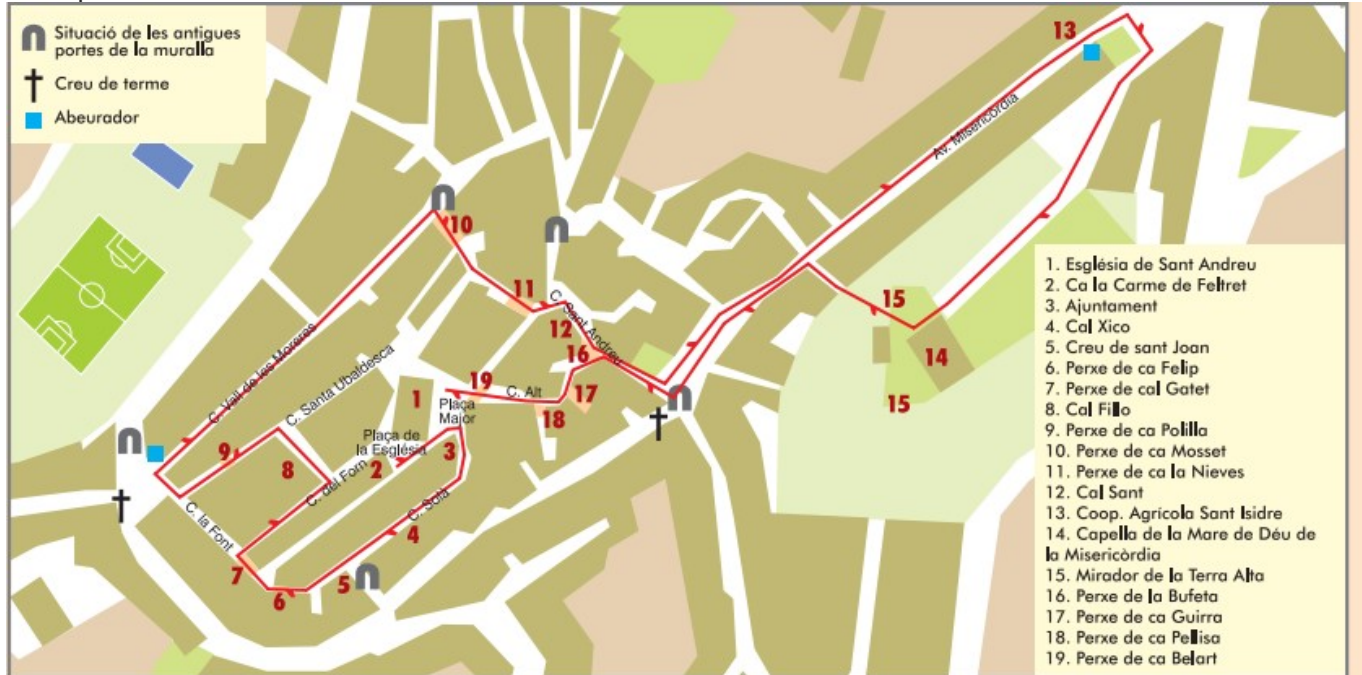 Situació de les antigues
portes de la muralla
Creu de terme
Abeurador
13
Av. Misericòrdia
10
11
C. Sant Andreu
12
16
15
14
15
C. Vall de les Moreres
C. Santa Ubaldesca
1
19
C. Alt
17
18
Plaça
Major
Plaça de
la Església
3
2
9
8
C. del Forn
C. Solà
4
C. la Font
7
6
5
1. Església de Sant Andreu
2. Ca la Carme de Feltret
3. Ajuntament
4. Cal Xico
5. Creu de sant Joan
6. Perxe de ca Felip
7. Perxe de cal Gatet
8. Cal Fillo
9. Perxe de ca Polilla
10. Perxe de ca Mosset
11. Perxe de ca la Nieves
12. Cal Sant
13. Coop. Agrícola Sant Isidre
14. Capella de la Mare de Déu de
la Misericòrdia
15. Mirador de la Terra Alta
16. Perxe de la Bufeta
17. Perxe de ca Guirra
18. Perxe de ca Pellisa
19. Perxe de ca Belart